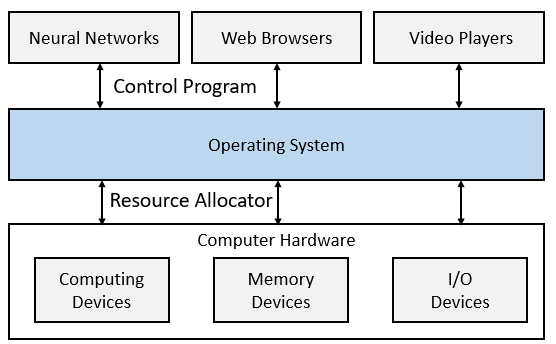 Neural Networks
Web Browsers
Video Players
Control Program
Operating System
Resource Allocator
Computer Hardware
Computing
Devices
Memory
Devices
I/O
Devices